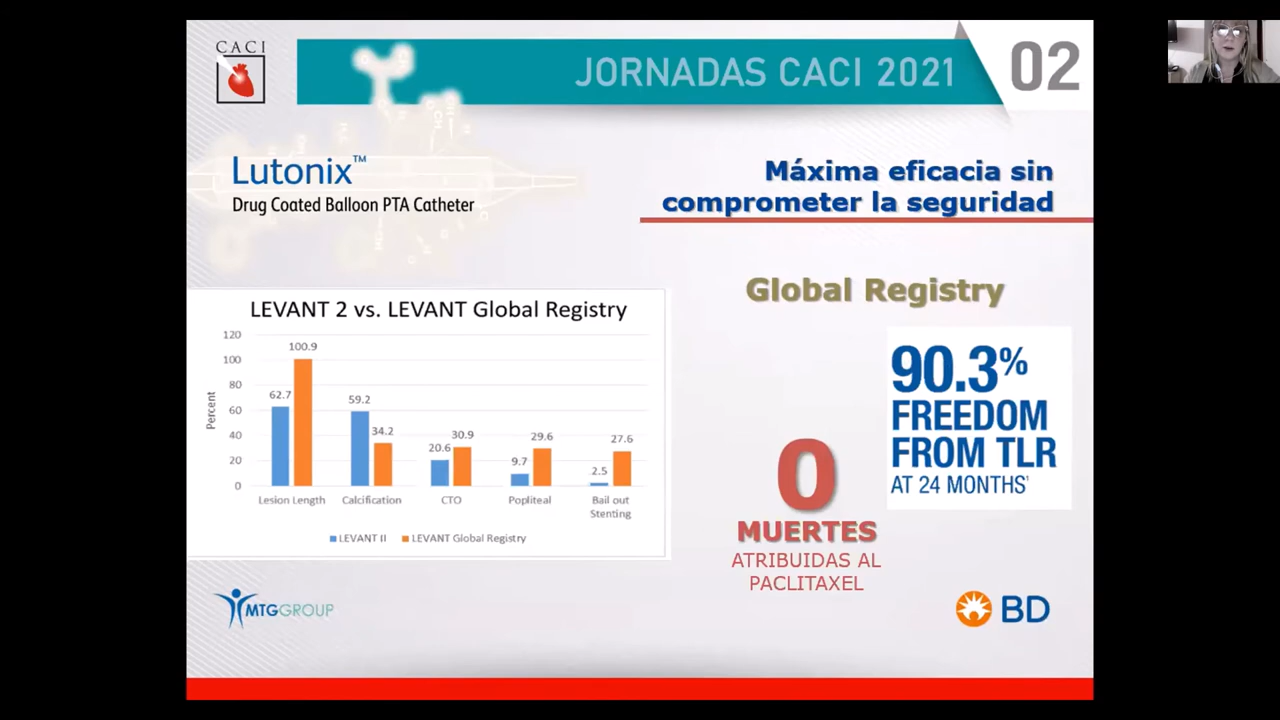 CACI
JORNADAS CACI 2021
02
Lutonix™
Drug Coated Balloon PTA Catheter
Máxima eficacia sin
comprometer la seguridad
LEVANT 2 vs. LEVANT Global Registry
120
100
80
60
40
20
0
Percent
62.7
100.9
59.2
34.2
20.6
30.9
9.7
29.6
2.5
27.6
Lesion Length
Calcification
CTO
Popliteal
Bail out
Stenting
LEVANT II
LEVANT Global Registry
Global Registry
90.3%
FREEDOM
FROM TLR
AT 24 MONTHS¹
0
MUERTES
ATRIBUIDAS AL
PACLITAXEL
MTGGROUP
BD